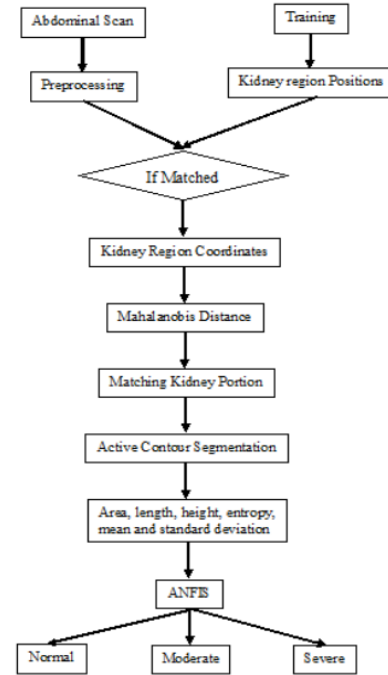 Abdominal Scan
Training
Preprocessing
Kidney region Positions
If Matched
Kidney Region Coordinates
Mahalanobis Distance
Matching Kidney Portion
Active Contour Segmentation
Area, length, height, entropy,
mean and standard deviation
ANFIS
Normal
Moderate
Severe